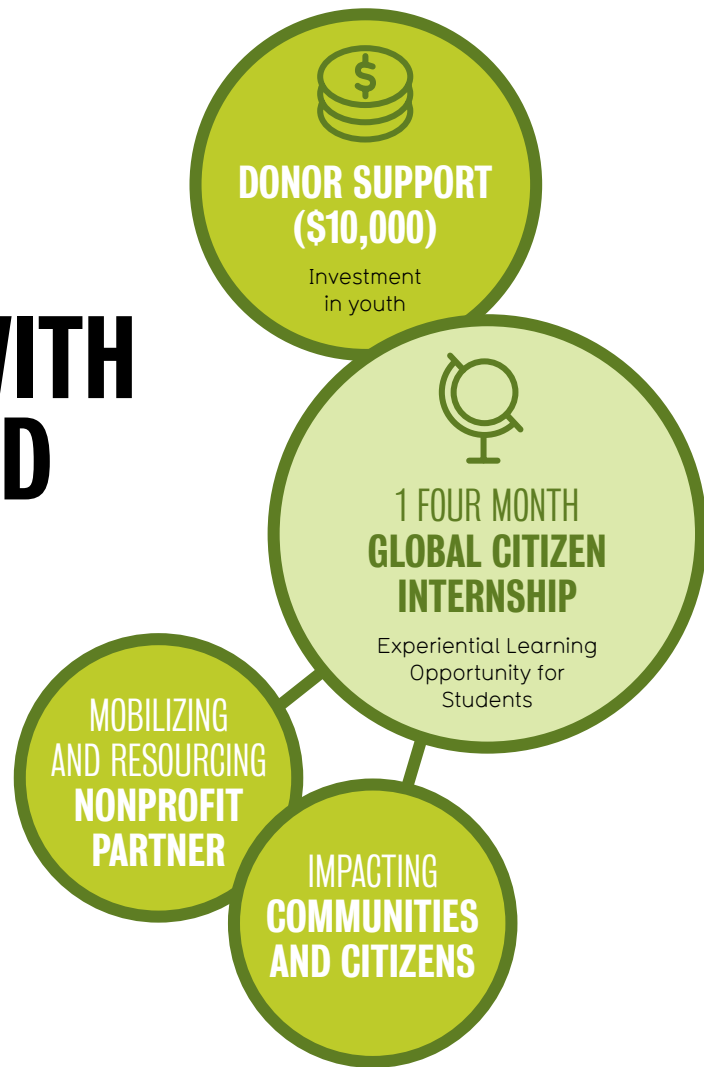 $
DONOR SUPPORT
($10,000)
Investment
in youth
D
1 FOUR MONTH
GLOBAL CITIZEN
INTERNSHIP
Experiential Learning
Opportunity for
Students
MOBILIZING
AND RESOURCING
NONPROFIT
PARTNER
IMPACTING
COMMUNITIES
AND CITIZENS